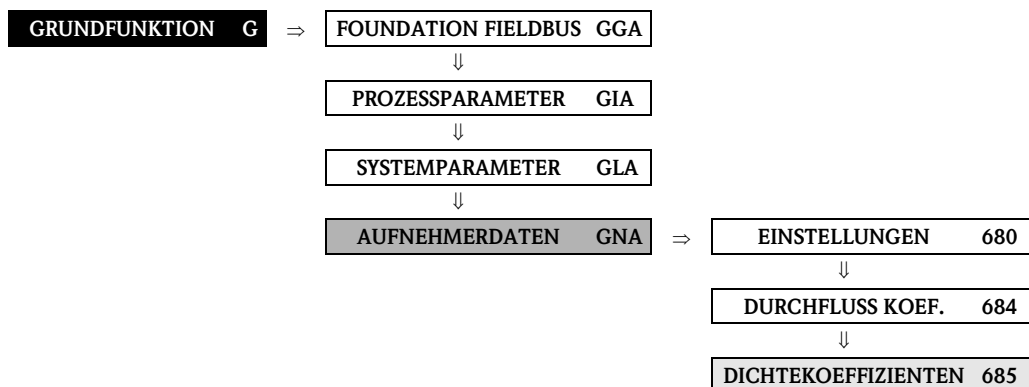 GRUNDFUNKTION G ⇒ FOUNDATION FIELDBUS GGA
⇓
PROZESSPARAMETER GIA
⇓
SYSTEMPARAMETER GLA
⇓
AUFNEHMERDATEN GNA ⇒ EINSTELLUNGEN 680
⇓
DURCHFLUSS KOEF. 684
⇓
DICHTEKOEFFIZIENTEN 685